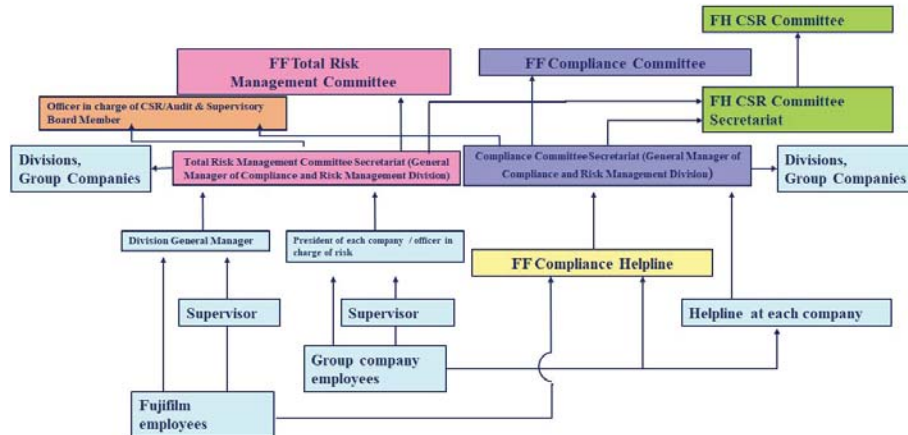 FH CSR Committee
FF Total Risk
Management Committee
FF Compliance Committee
Officer in charge of CSR/Audit & Supervisory
Board Member
FH CSR Committee
Secretariat
Divisions,
Group Companies
Total Risk Management Committee Secretariat (General
Manager of Compliance and Risk Management Division)
Compliance Committee Secretariat (General Manager of
Compliance and Risk Management Division)
Divisions,
Group Companies
Division General Manager
President of each company / officer in
charge of risk
FF Compliance Helpline
Supervisor
Supervisor
Helpline at each company
Group company
employees
Fujifilm
employees